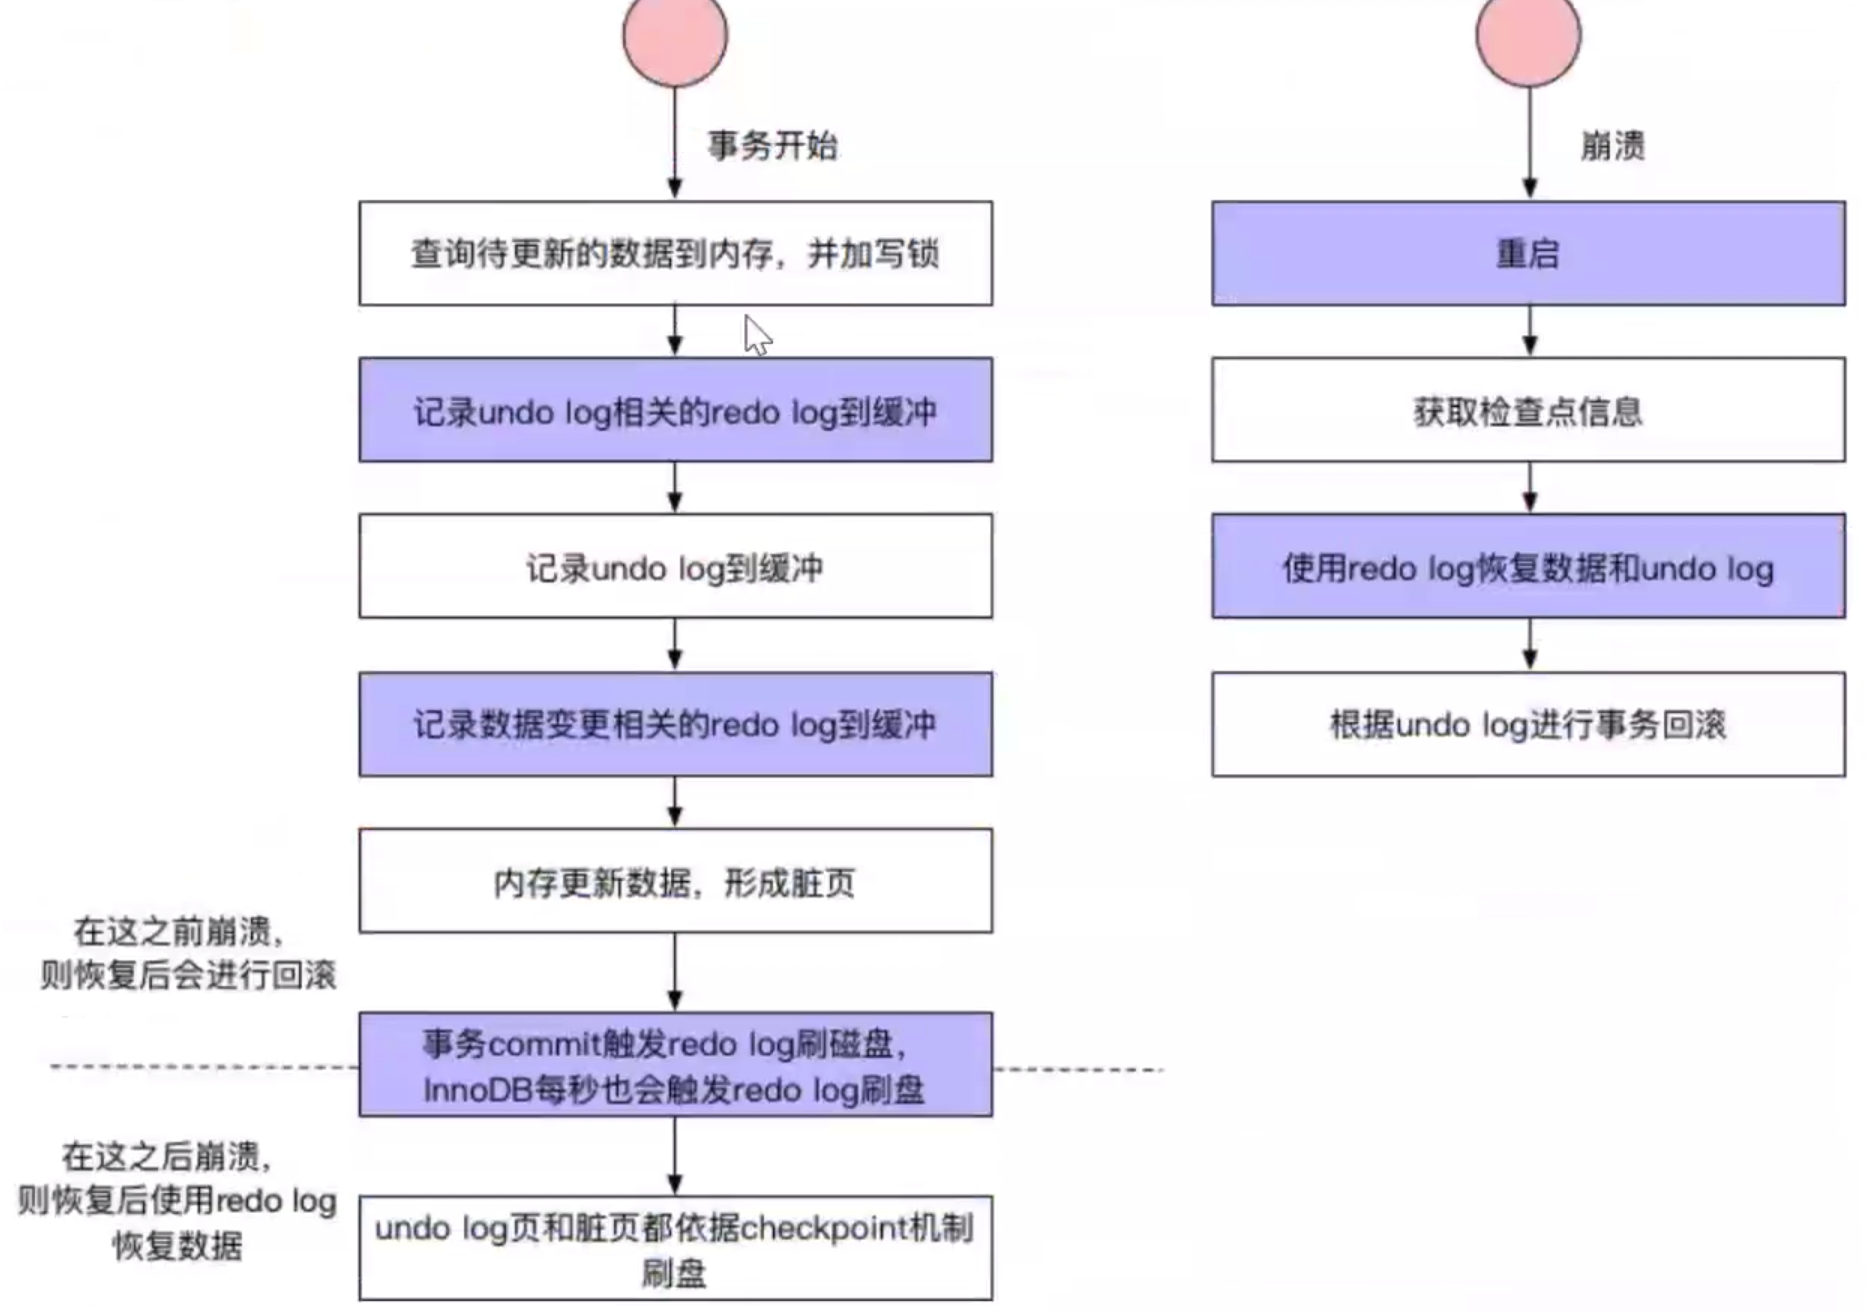 事务开始
查询待更新的数据到内存，并加写锁
记录undo log相关的redo log到缓冲
记录undo log到缓冲
记录数据变更相关的redo log到缓冲
内存更新数据，形成脏页
在这之前崩溃，
则恢复后会进行回滚
事务commit触发redo log刷磁盘，
InnoDB每秒也会触发redo log刷盘
在这之后崩溃，
则恢复后使用redo log
恢复数据
undo log页和脏页都依据checkpoint机制
刷盘
崩溃
重启
获取检查点信息
使用redo log恢复数据和undo log
根据undo log进行事务回滚